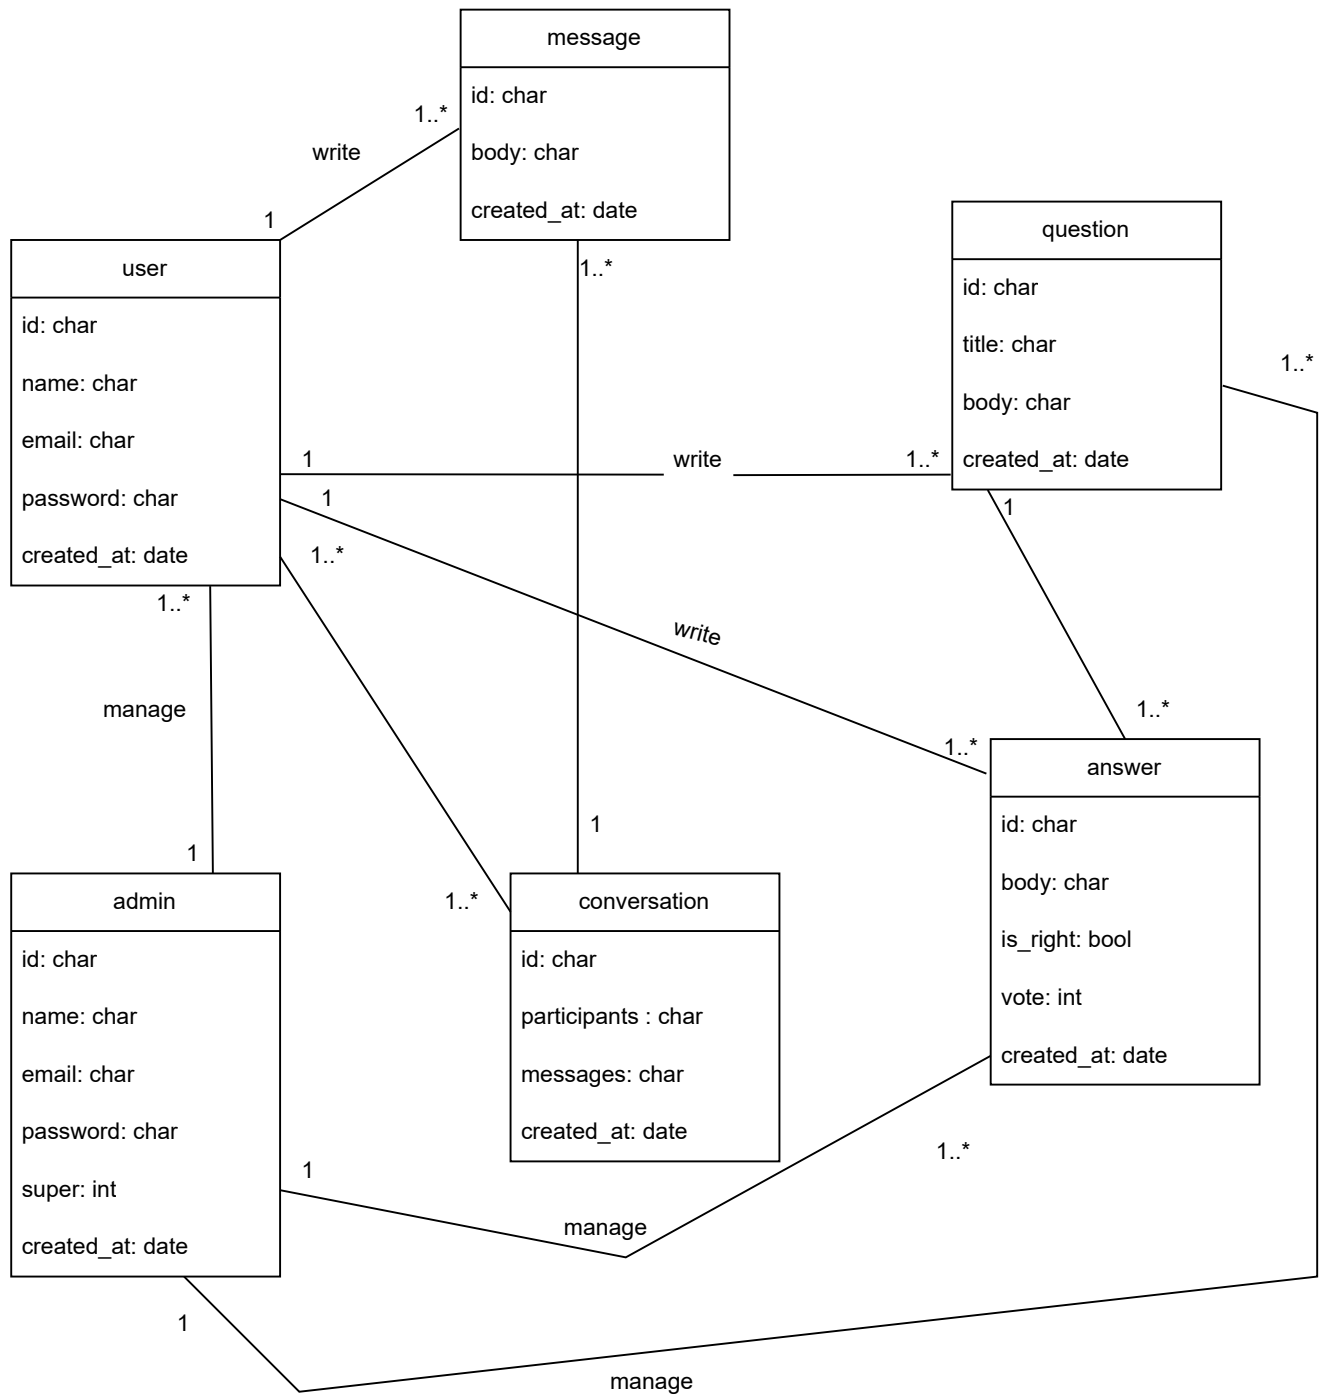 message
id: char
body: char
created_at: date
1..*
write
1
1..*
user
id: char
name: char
email: char
password: char
created_at: date
question
id: char
title: char
body: char
created_at: date
1..*
1
write
1..*
1
1
1..*
1..*
write
manage
1..*
1..*
1
1
1..*
answer
id: char
body: char
is_right: bool
vote: int
created_at: date
admin
id: char
name: char
email: char
password: char
super: int
created_at: date
conversation
id: char
participants : char
messages: char
created_at: date
1
1..*
manage
1
manage